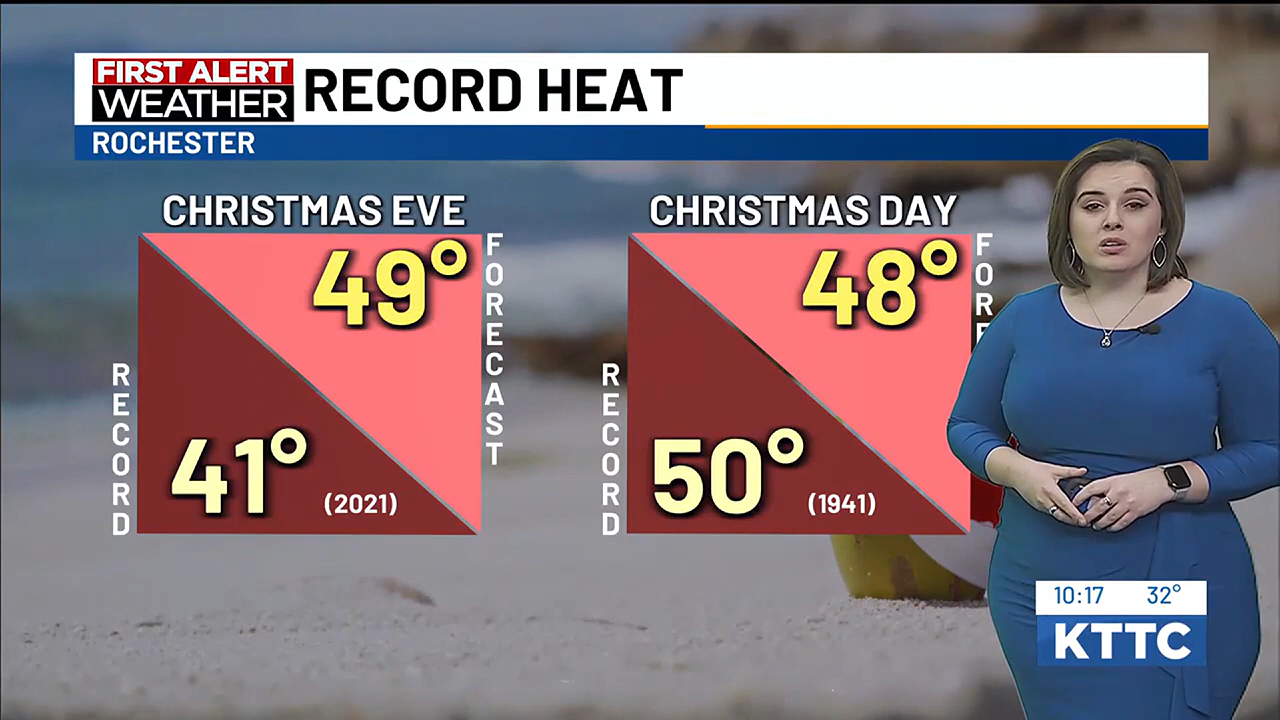 FIRST ALERT
WEATHER
RECORD HEAT
ROCHESTER
CHRISTMAS EVE
49°
FORECAST
RECORD
41°
(2021)
CHRISTMAS DAY
48°
FORE
RECORD
50°
(1941)
10:17 32°
KTTC